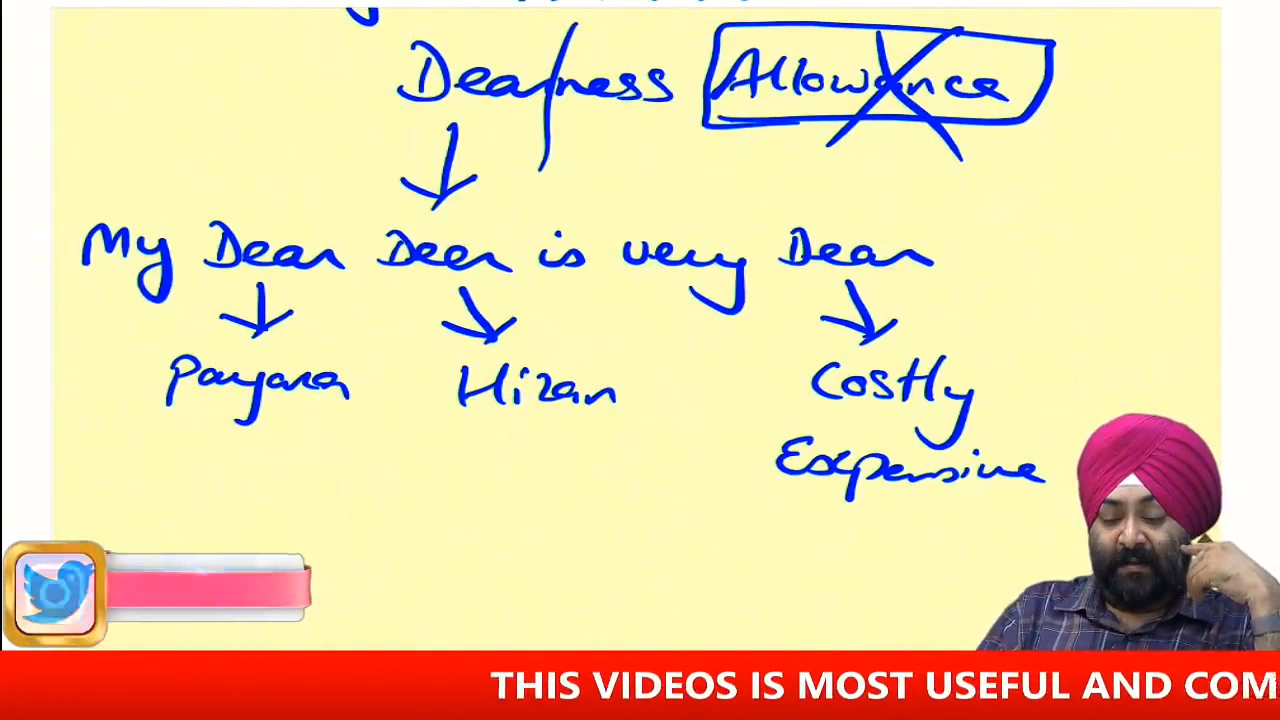 Dearness Allowance
My Dear Deer is very Dear
Payara Hiran Costly
Expensive
THIS VIDEOS IS MOST USEFUL AND COM